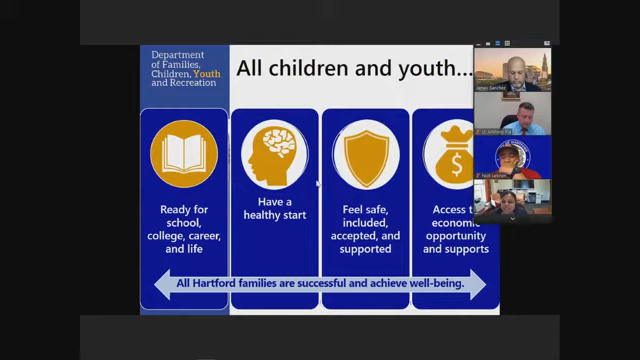 Department
of Families,
Children, Youth
and Recreation
All children and youth...
Ready for
school,
college, career,
and life
Have a
healthy start
Feel safe,
included,
accepted, and
supported
$
Access t
economic
opportunity
and supports
All Hartford families are successful and achieve well-being.
James Sanchez